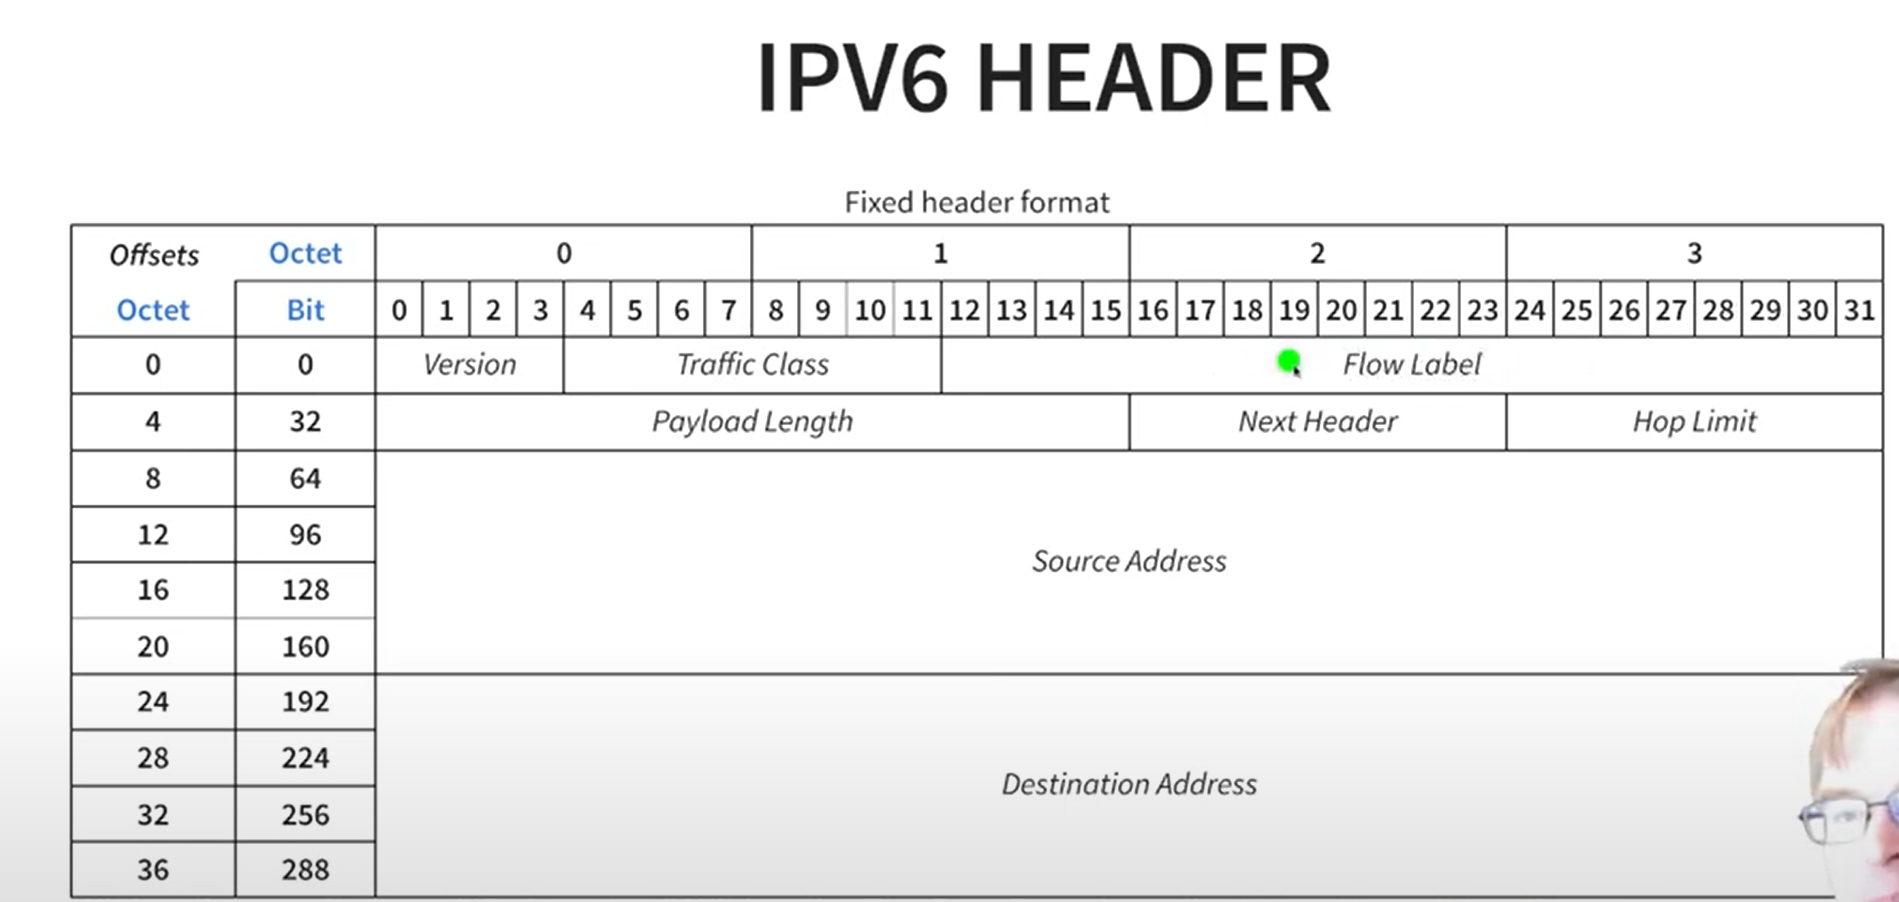 IPV6 HEADER
Fixed header format
Offsets Octet 0 1 2 3
Octet Bit 0 1 2 3 4 5 6 7 8 9 10 11 12 13 14 15 16 17 18 19 20 21 22 23 24 25 26 27 28 29 30 31
0 0 Version Traffic Class Flow Label
4 32 Payload Length Next Header Hop Limit
8 64
12 96
Source Address
16 128
20 160
24 192
28 224
Destination Address
32 256
36 288